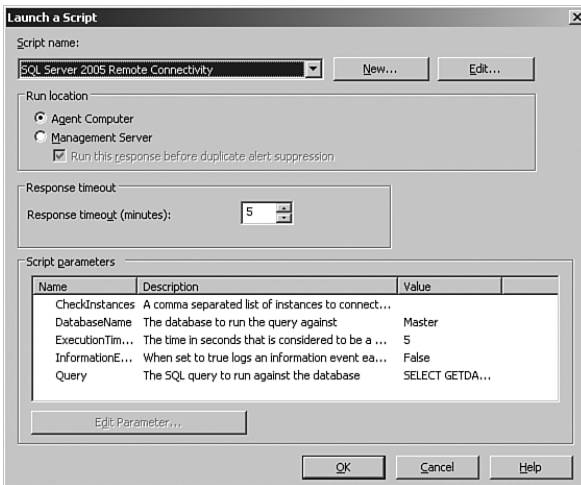 Launch a Script
Script name:
SQL Server 2005 Remote Connectivity
New...
Edit...
Run location
Agent Computer
Management Server
Run this response before duplicate alert suppression
Response timeout
Response timeout (minutes):
5
Script parameters
Name Description Value
CheckInstances A comma separated list of instances to connect...
DatabaseName The database to run the query against Master
ExecutionTim... The time in seconds that is considered to be a ... 5
InformationE... When set to true logs an information event ea... False
Query The SQL query to run against the database SELECT GETDA...
Edit Parameter...
OK
Cancel
Help